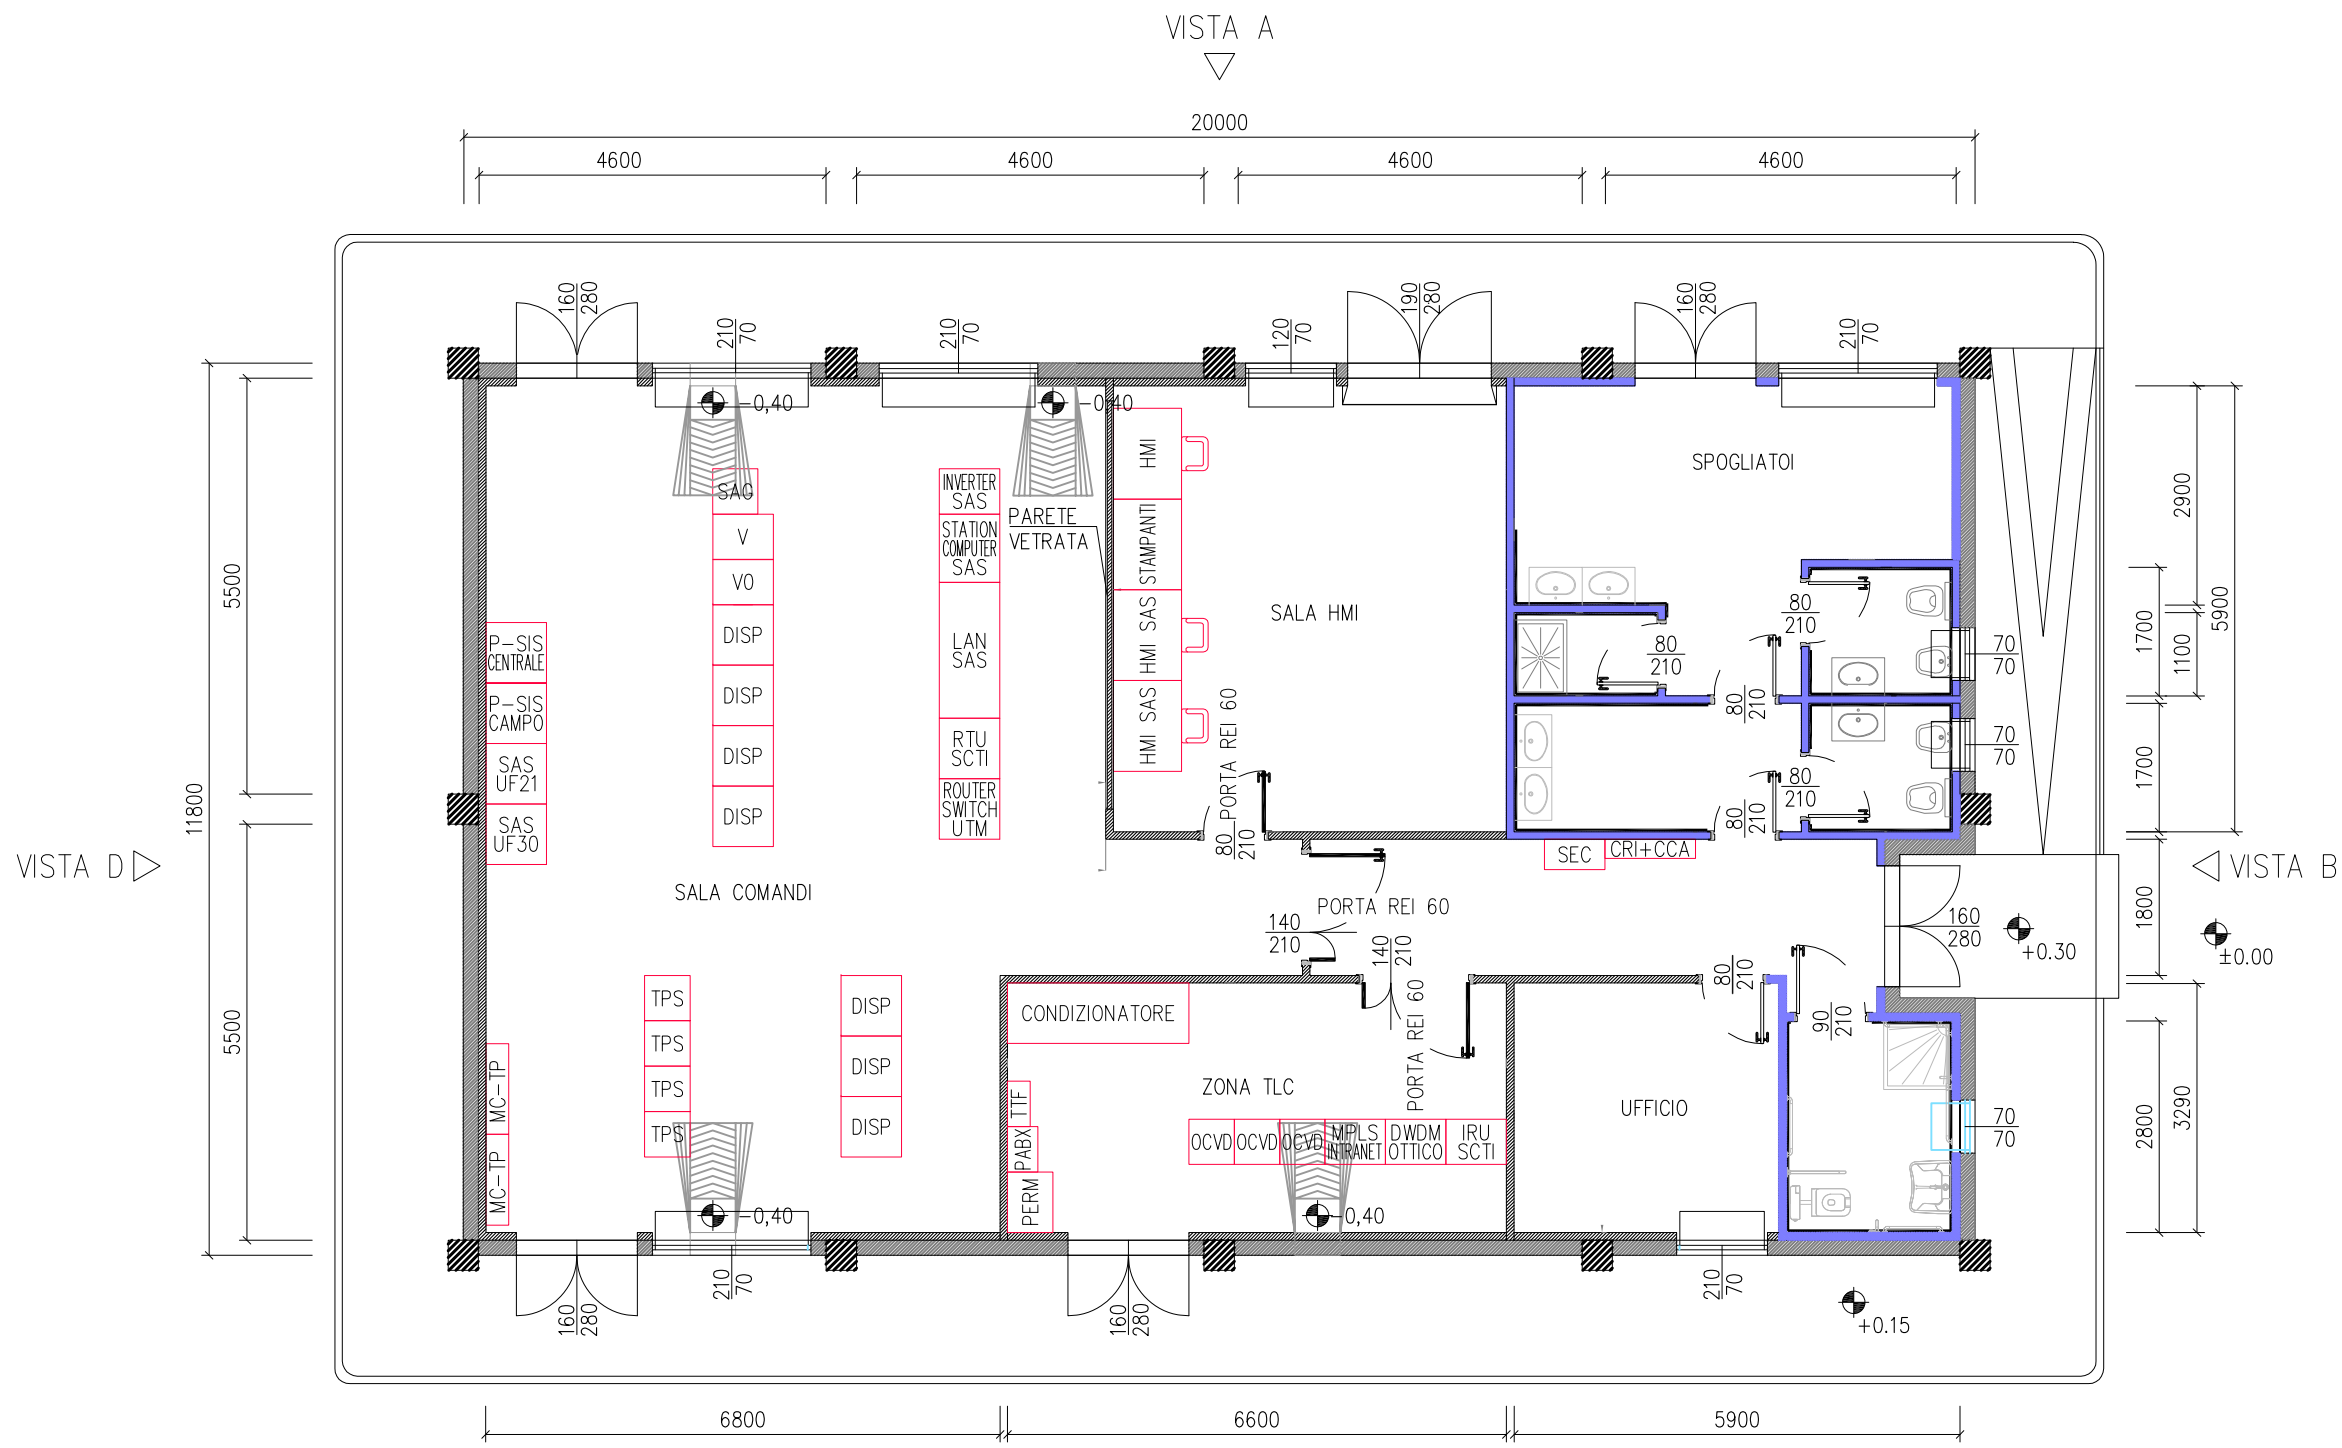 VISTA A
20000
4600
4600
4600
4600
160
280
210
70
210
70
120
70
190
280
160
280
210
70
-0,40
-0,40
HMI
STAMPANTI
HMI SAS
HMI SAS
SAG
V
VO
DISP
DISP
DISP
DISP
INVERTER
SAS
STATION
COMPUTER
SAS
LAN
SAS
RTU
SCTI
ROUTER
SWITCH
UTM
PARETE
VETRATA
P-SIS
CENTRALE
P-SIS
CAMPO
SAS
UF21
SAS
UF30
SALA HMI
SPOGLIATOI
80
210
80
210
80
210
80
210
80
210
70
70
70
70
80
210
PORTA REI 60
5500
11800
5500
2900
5900
1700
1100
1700
1800
3290
2800
VISTA D
VISTA B
SALA COMANDI
SEC
CRI+CCA
PORTA REI 60
140
210
140
210
PORTA REI 60
80
210
90
210
160
280
+0.30
±0.00
TPS
TPS
TPS
TPS
DISP
DISP
DISP
MC-TP
MC-TP
CONDIZIONATORE
ZONA TLC
TTF
PABX
PERM
OCVD
OCVD
OCVD
MPLS
INTRANET
DWDM
OTTICO
IRU
SCTI
UFFICIO
70
70
-0,40
-0,40
160
280
210
70
160
280
210
70
+0.15
6800
6600
5900